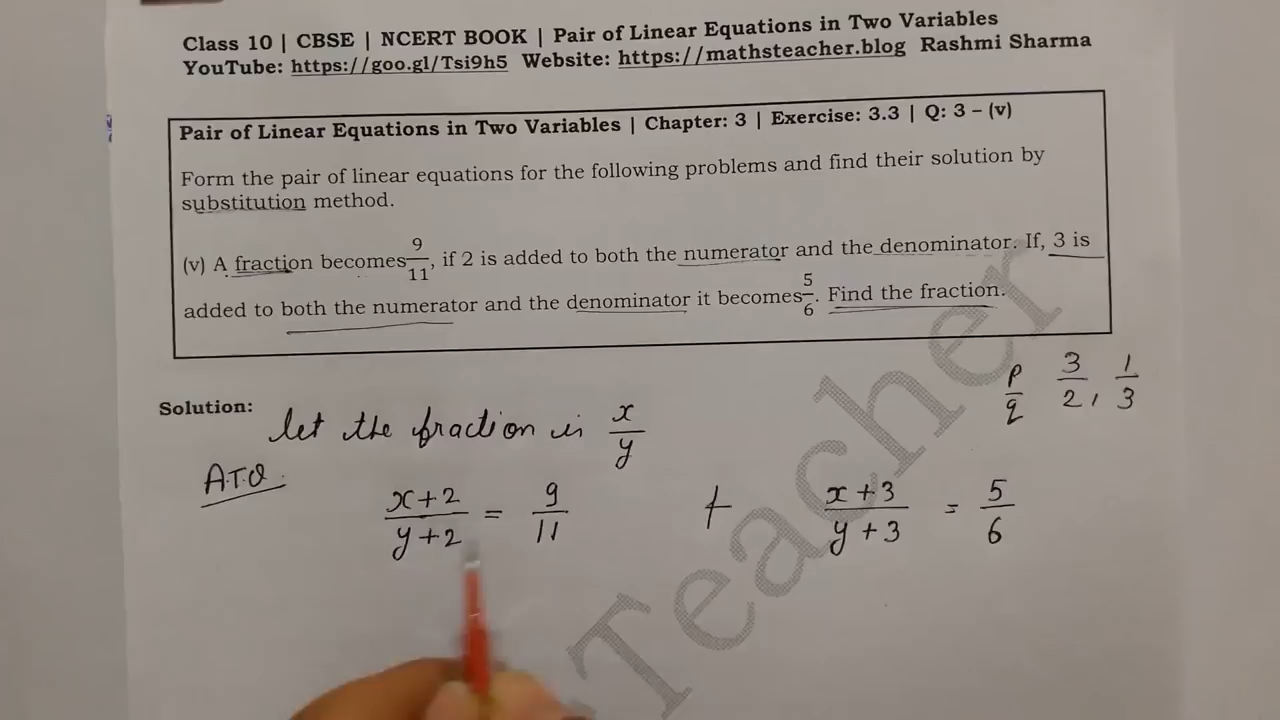 Class 10 | CBSE | NCERT BOOK | Pair of Linear Equations in Two Variables
YouTube: https://goo.gl/Tsi9h5 Website: https://mathsteacher.blog Rashmi Sharma
Pair of Linear Equations in Two Variables | Chapter: 3 | Exercise: 3.3 | Q: 3 – (v)
Form the pair of linear equations for the following problems and find their solution by
substitution method.
(v) A fraction becomes 9/11, if 2 is added to both the numerator and the denominator. If, 3 is
added to both the numerator and the denominator it becomes 5/6. Find the fraction.
p/q 3/2, 1/3
Solution: let the fraction is x/y
A.T.Q.
x+2/y+2 = 9/11 & x+3/y+3 = 5/6
Teacher